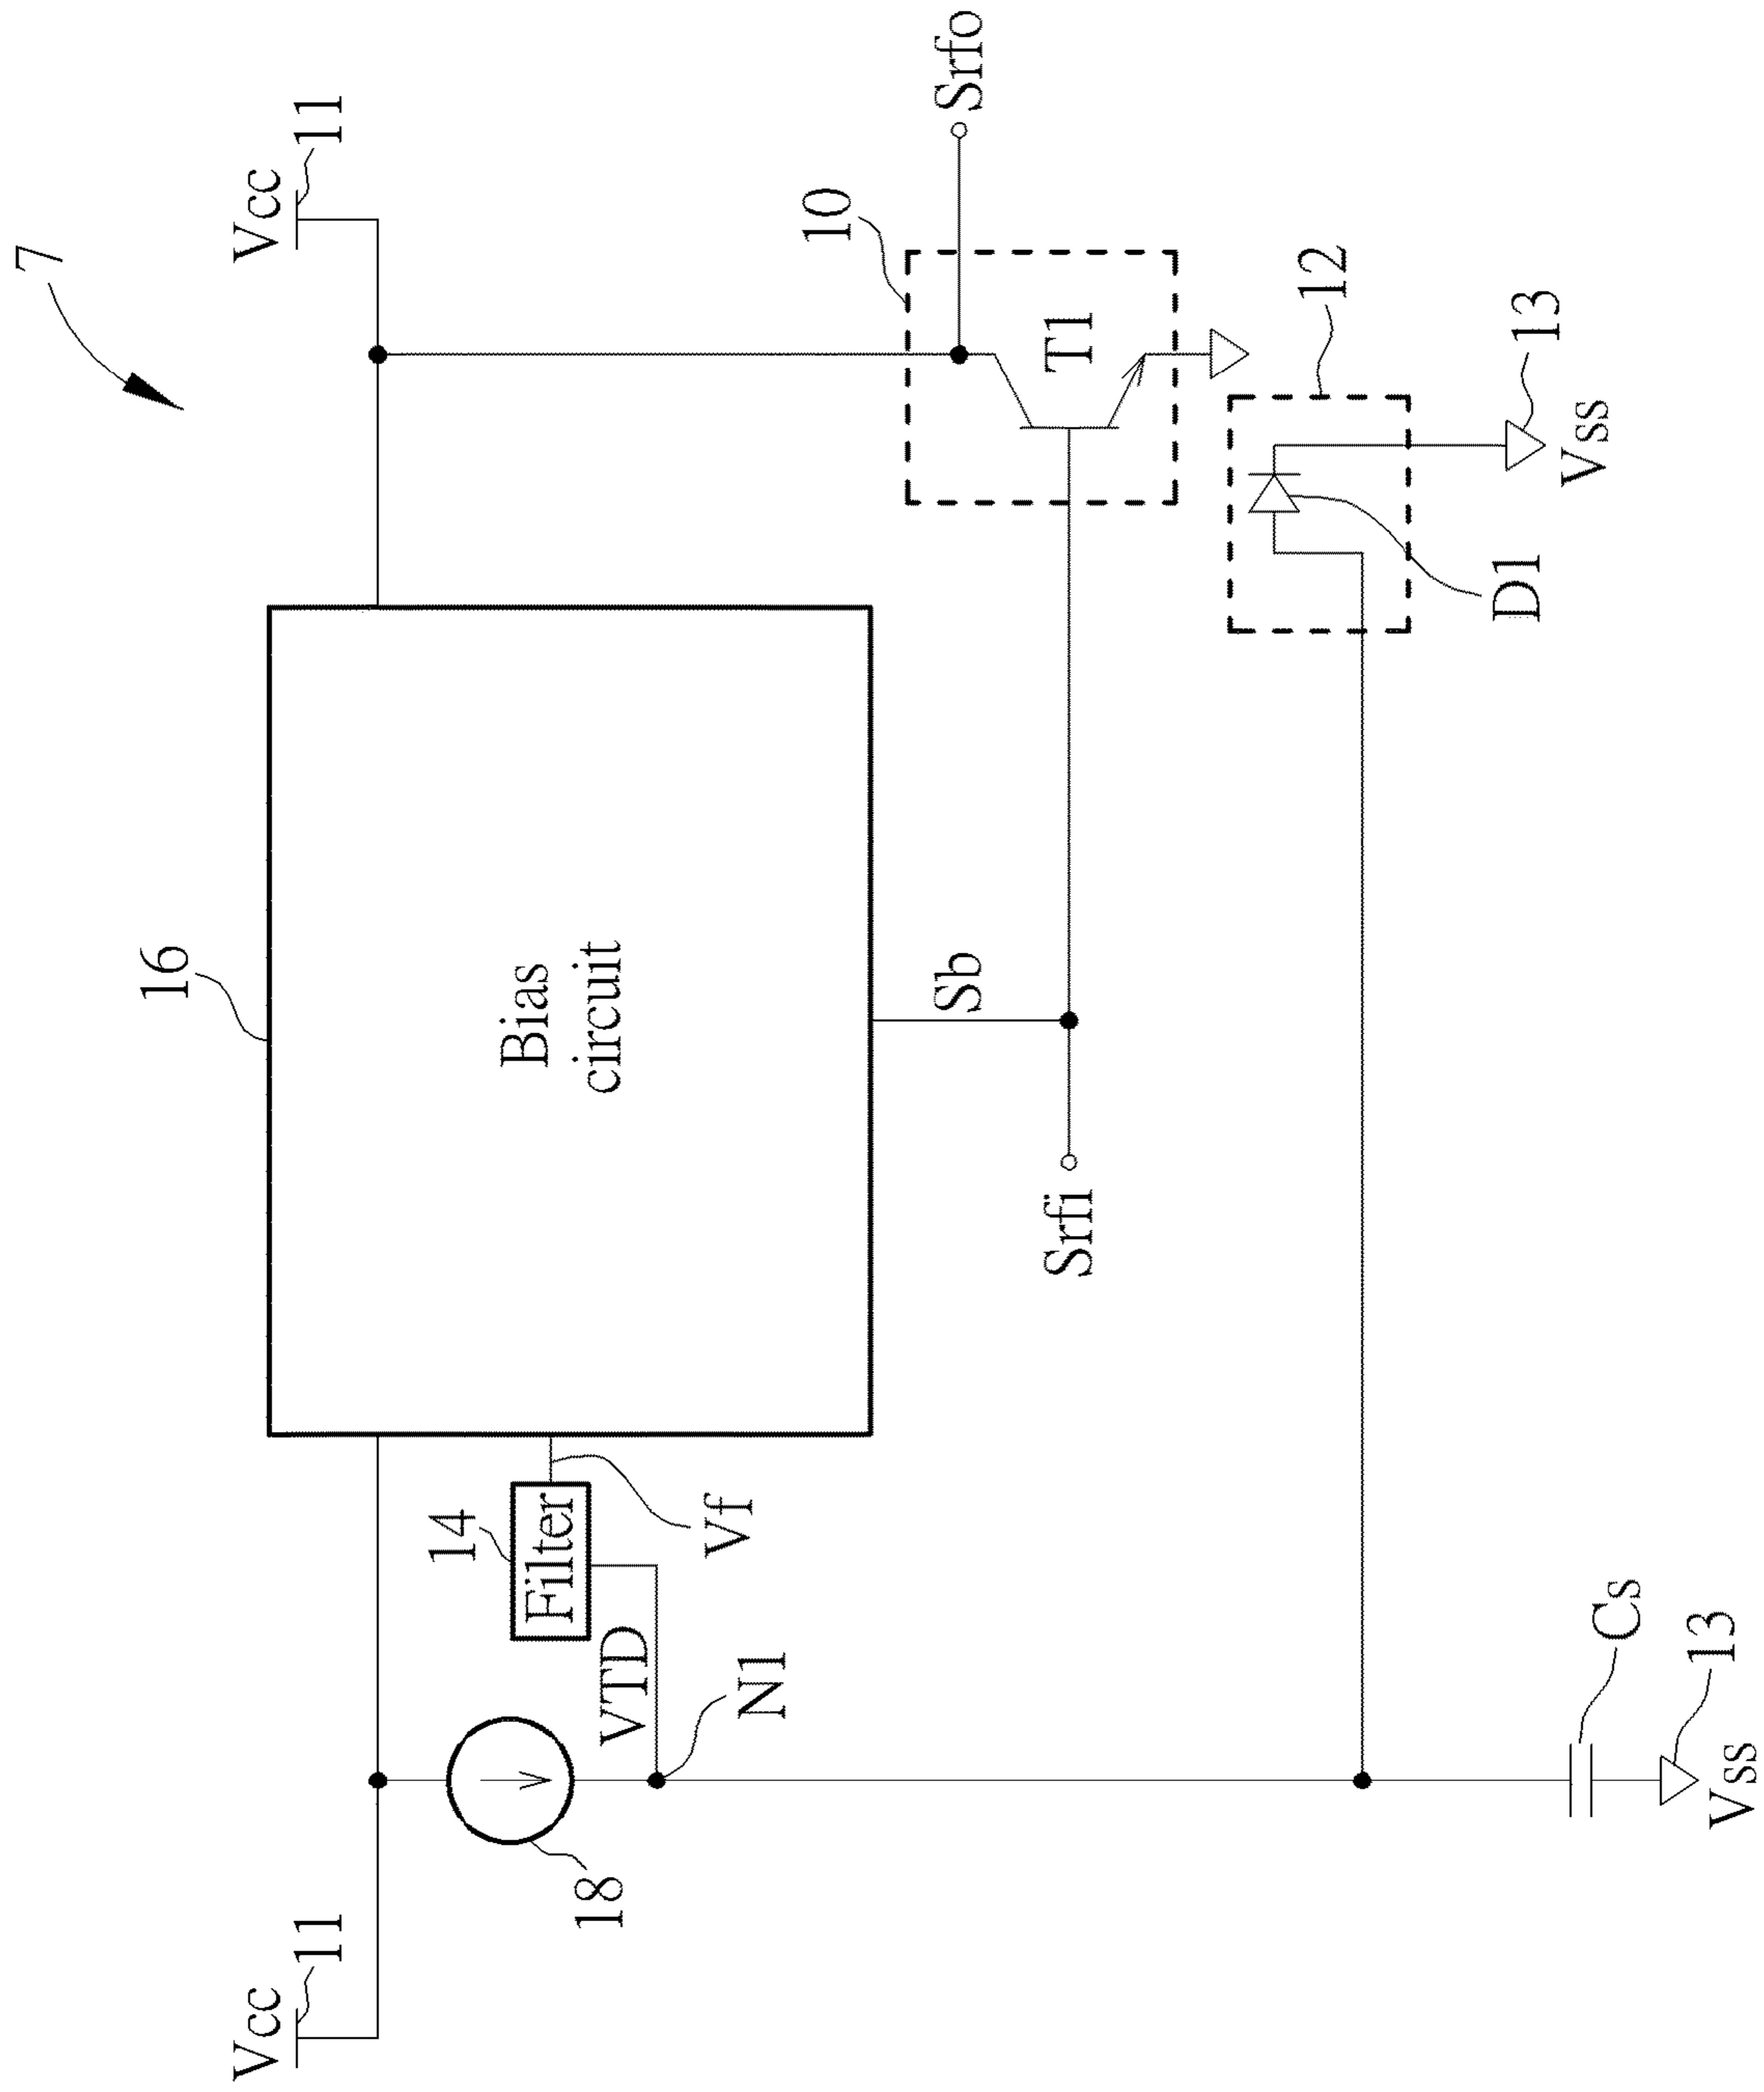 7
Vcc
11
Vcc
11
16
Bias
circuit
18
14
Filter
VTD
N1
Vf
Sb
Srfi
10
Srfo
T1
12
D1
13
Vss
Cs
13
Vss